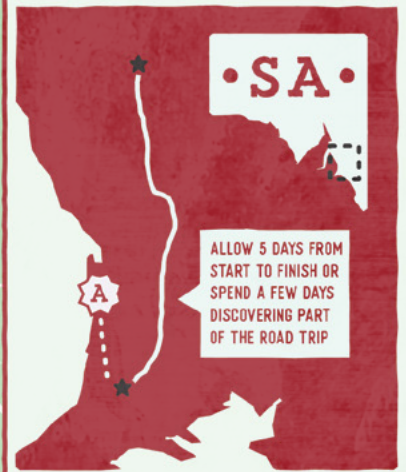 • SA •
A
ALLOW 5 DAYS FROM
START TO FINISH OR
SPEND A FEW DAYS
DISCOVERING PART
OF THE ROAD TRIP